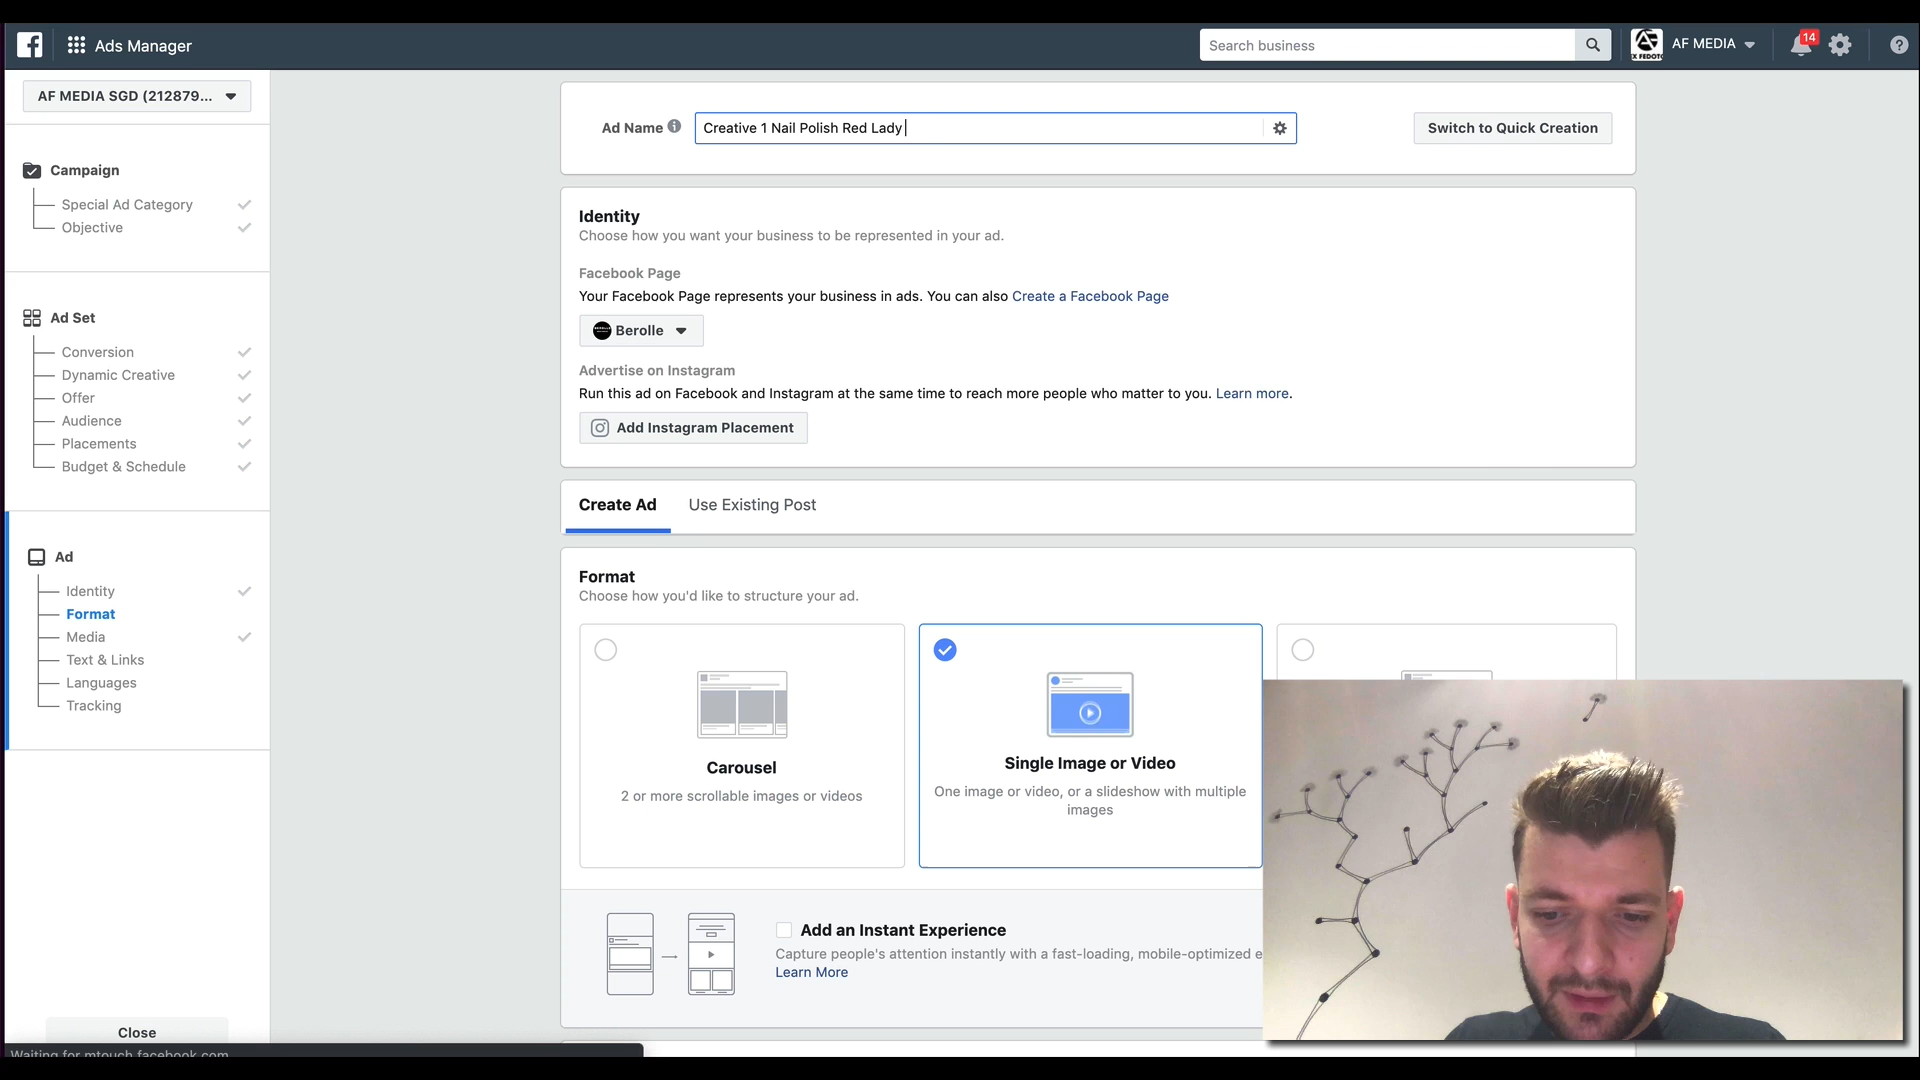 Ads Manager
Search business
AF MEDIA
14
AF MEDIA SGD (212879...
Ad Name
Creative 1 Nail Polish Red Lady
Switch to Quick Creation
Campaign
Special Ad Category
Objective
Identity
Choose how you want your business to be represented in your ad.
Facebook Page
Your Facebook Page represents your business in ads. You can also Create a Facebook Page
Berolle
Ad Set
Conversion
Dynamic Creative
Offer
Audience
Placements
Budget & Schedule
Advertise on Instagram
Run this ad on Facebook and Instagram at the same time to reach more people who matter to you. Learn more.
Add Instagram Placement
Create Ad
Use Existing Post
Ad
Identity
Format
Media
Text & Links
Languages
Tracking
Format
Choose how you'd like to structure your ad.
Carousel
2 or more scrollable images or videos
Single Image or Video
One image or video, or a slideshow with multiple
images
Add an Instant Experience
Capture people's attention instantly with a fast-loading, mobile-optimized e
Learn More
Close
Waiting for mtouch.facebook.com